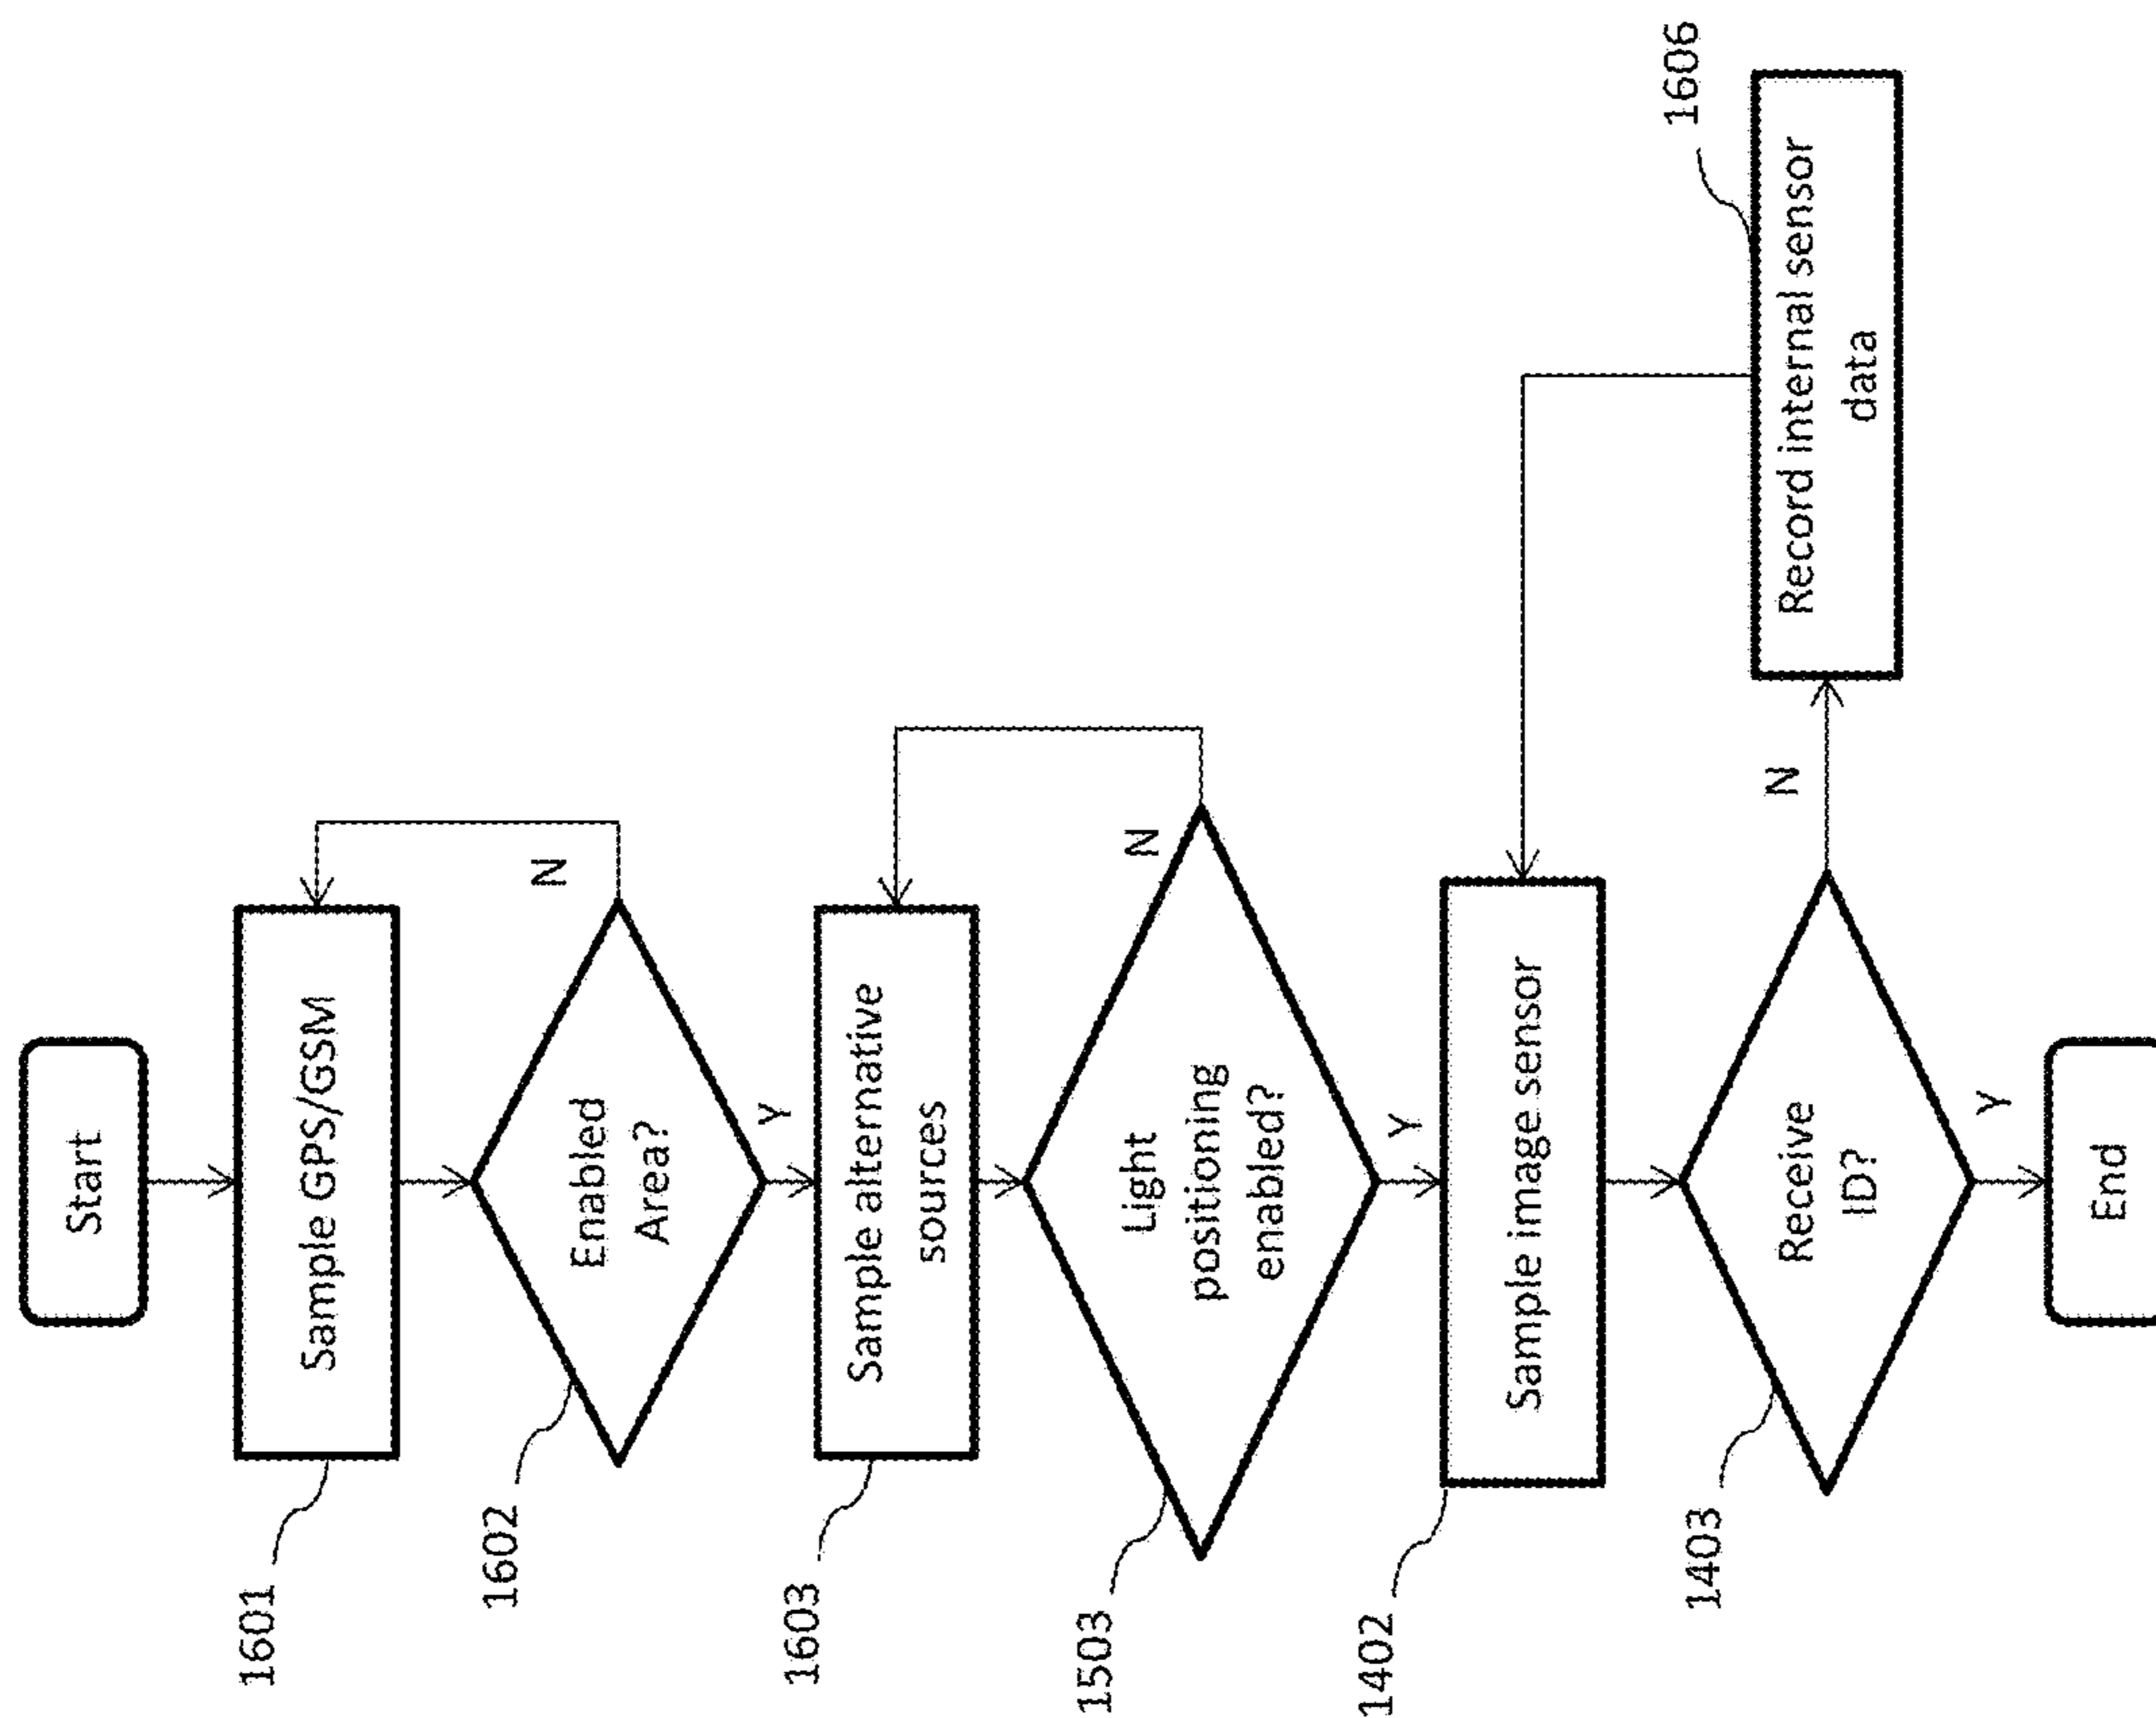 Start
1601
Sample GPS/GSM
1602
Enabled
Area?
N
Y
1603
Sample alternative
sources
1503
Light
positioning
enabled?
N
Y
1402
Sample image sensor
1403
Receive
ID?
N
1606
Record internal sensor
data
Y
End